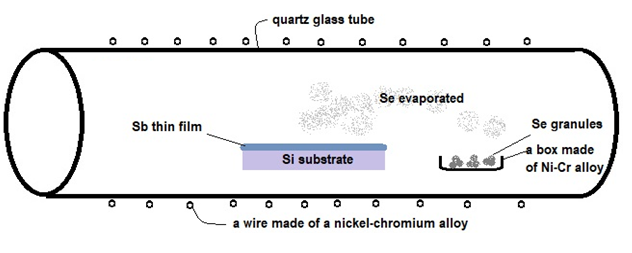 quartz glass tube
Se evaporated
Se granules
Sb thin film
a box made
of Ni-Cr alloy
Si substrate
a wire made of a nickel-chromium alloy